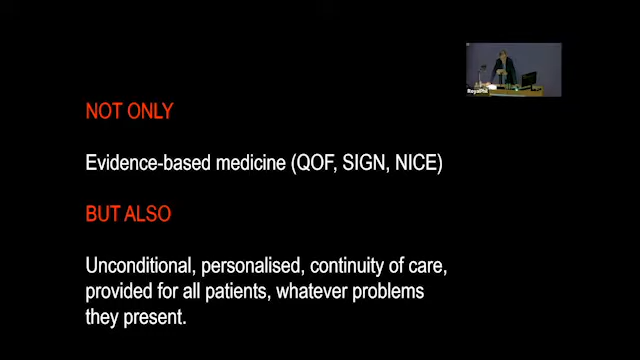 NOT ONLY
Evidence-based medicine (QOF, SIGN, NICE)
BUT ALSO
Unconditional, personalised, continuity of care,
provided for all patients, whatever problems
they present.
RoyalPhil